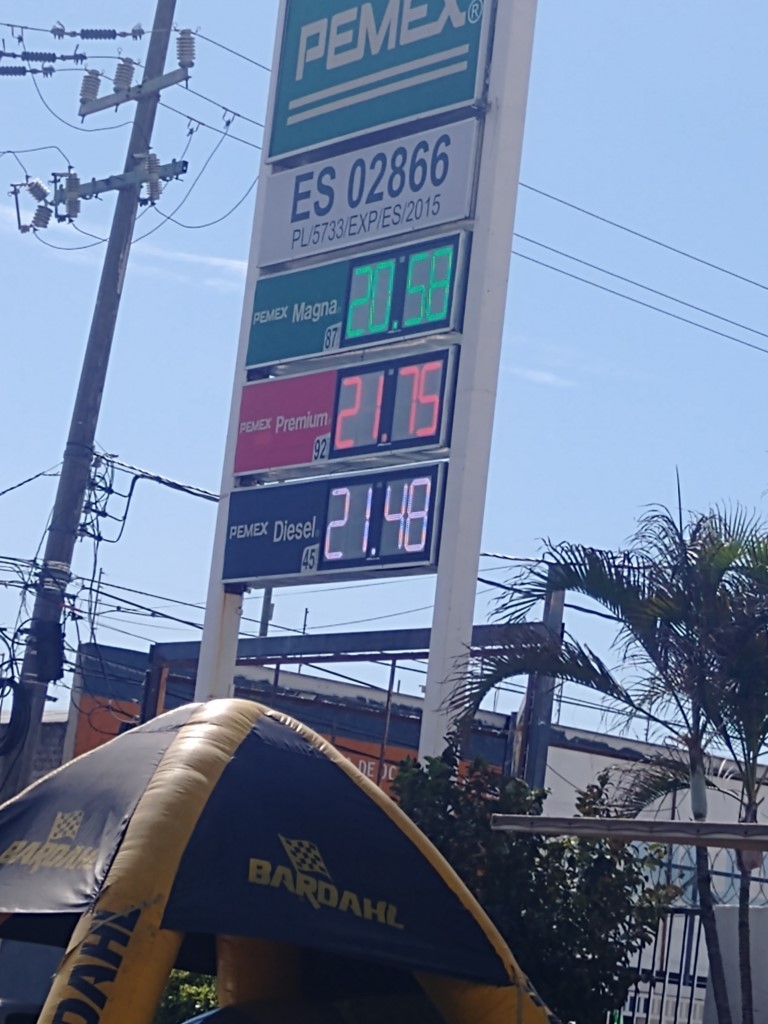 PEMEX®
ES 02866
PL/5733/EXP/ES/2015
PEMEX Magna 87 20.58
PEMEX Premium 92 21.75
PEMEX Diesel 45 21.48
BARDAHL
BARDAHL
DAHL